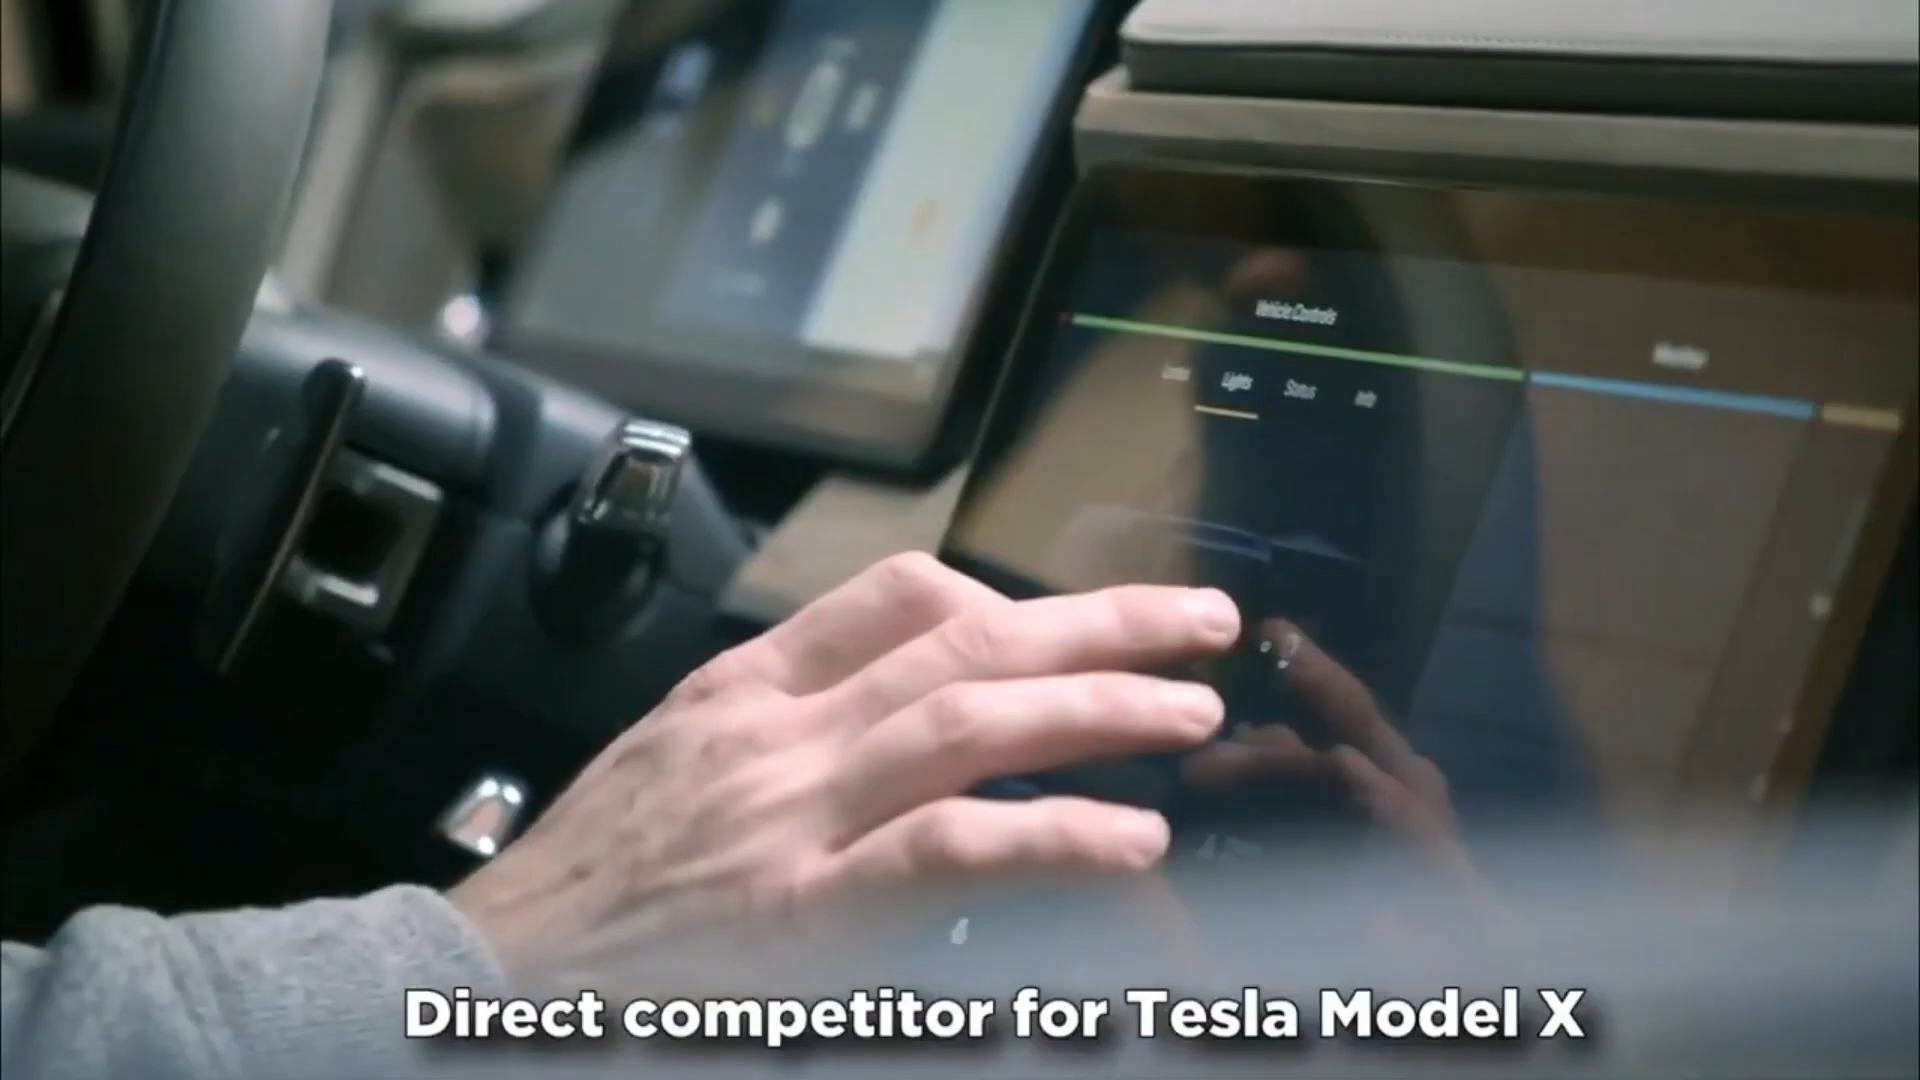 Vehicle Controls
Lights
Status
Info
Direct competitor for Tesla Model X